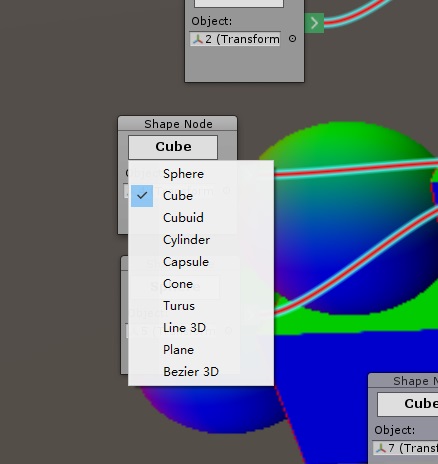 Object:
2 (Transform
Shape Node
Cube
Sphere
Cube
Cubuid
Cylinder
Capsule
Cone
Turus
Line 3D
Plane
Bezier 3D
Shape N
Cube
Object:
7 (Transf